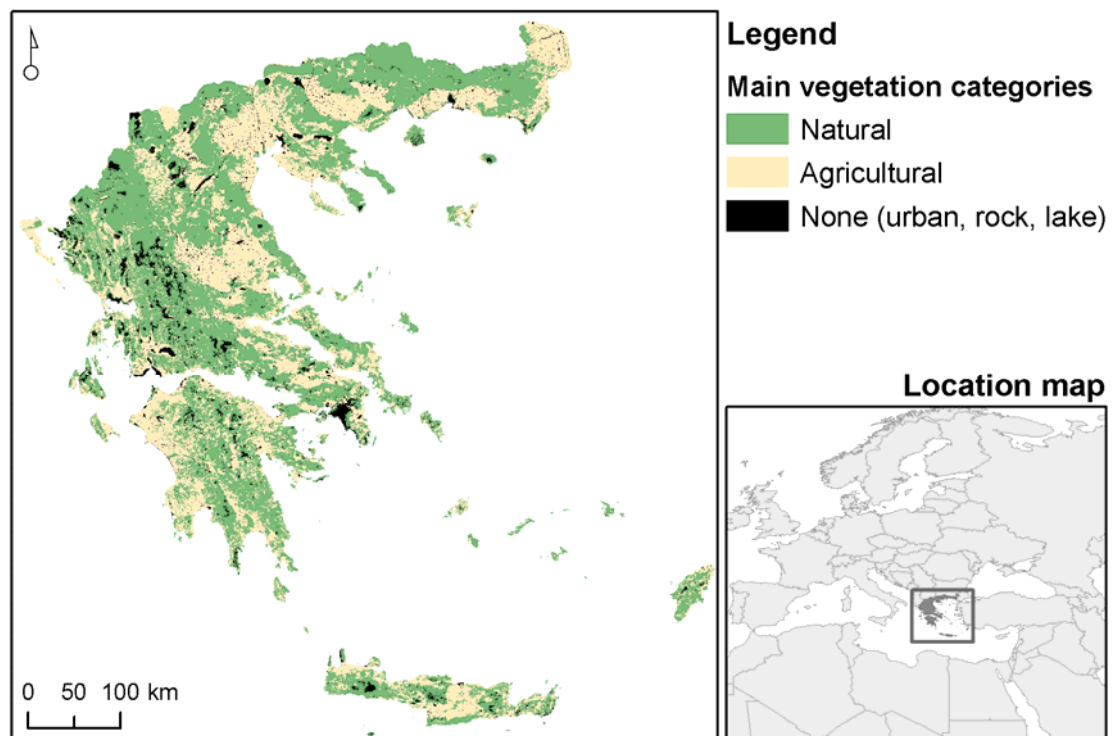 Legend
Main vegetation categories
Natural
Agricultural
None (urban, rock, lake)
Location map
0 50 100 km